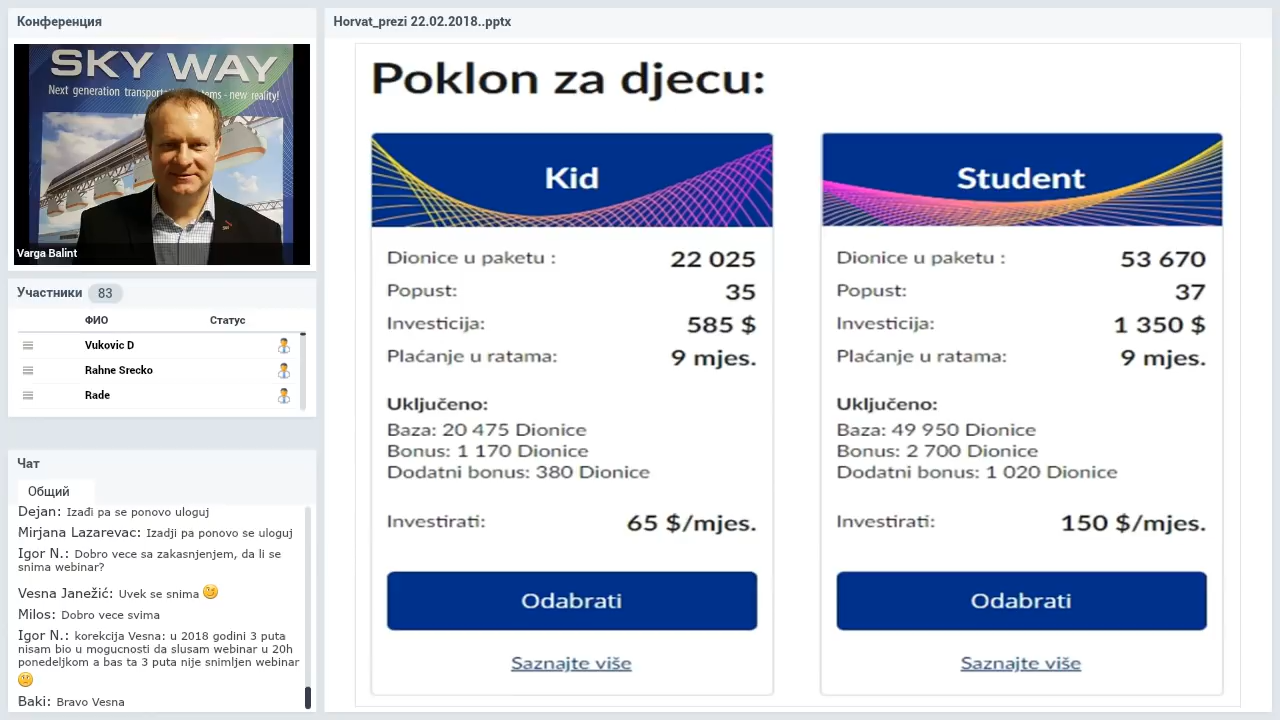 Конференция
SKY WAY
Next generation transportation systems - new reality!
Varga Balint
Участники 83
ФИО Статус
Vukovic D
Rahne Srecko
Rade
Чат
Общий
Dejan: Izađi pa se ponovo uloguj
Mirjana Lazarevac: Izadji pa ponovo se uloguj
Igor N.: Dobro vece sa zakasnjenjem, da li se
snima webinar?
Vesna Janežić: Uvek se snima
Milos: Dobro vece svima
Igor N.: korekcija Vesna: u 2018 godini 3 puta
nisam bio u mogucnosti da slusam webinar u 20h
ponedeljkom a bas ta 3 puta nije snimljen webinar
Baki: Bravo Vesna
Horvat_prezi 22.02.2018..pptx
Poklon za djecu:
Kid
Dionice u paketu : 22 025
Popust: 35
Investicija: 585 $
Plaćanje u ratama: 9 mjes.
Uključeno:
Baza: 20 475 Dionice
Bonus: 1 170 Dionice
Dodatni bonus: 380 Dionice
Investirati: 65 $/mjes.
Odabrati
Saznajte više
Student
Dionice u paketu : 53 670
Popust: 37
Investicija: 1 350 $
Plaćanje u ratama: 9 mjes.
Uključeno:
Baza: 49 950 Dionice
Bonus: 2 700 Dionice
Dodatni bonus: 1 020 Dionice
Investirati: 150 $/mjes.
Odabrati
Saznajte više